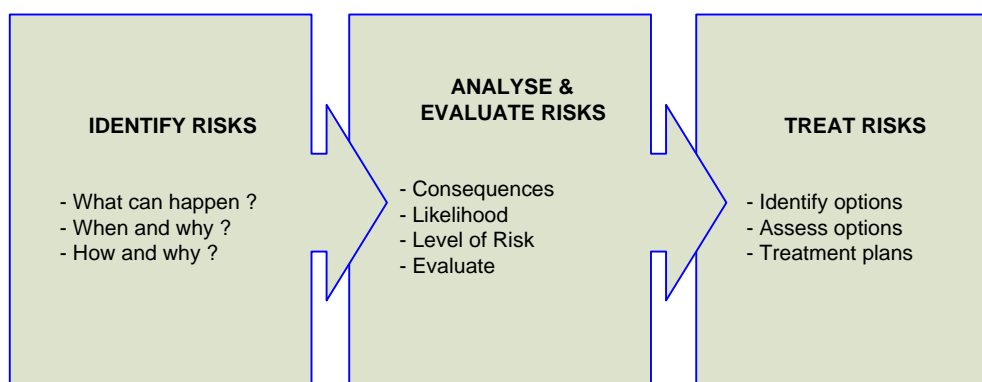 IDENTIFY RISKS
- What can happen ?
- When and why ?
- How and why ?
ANALYSE &
EVALUATE RISKS
- Consequences
- Likelihood
- Level of Risk
- Evaluate
TREAT RISKS
- Identify options
- Assess options
- Treatment plans